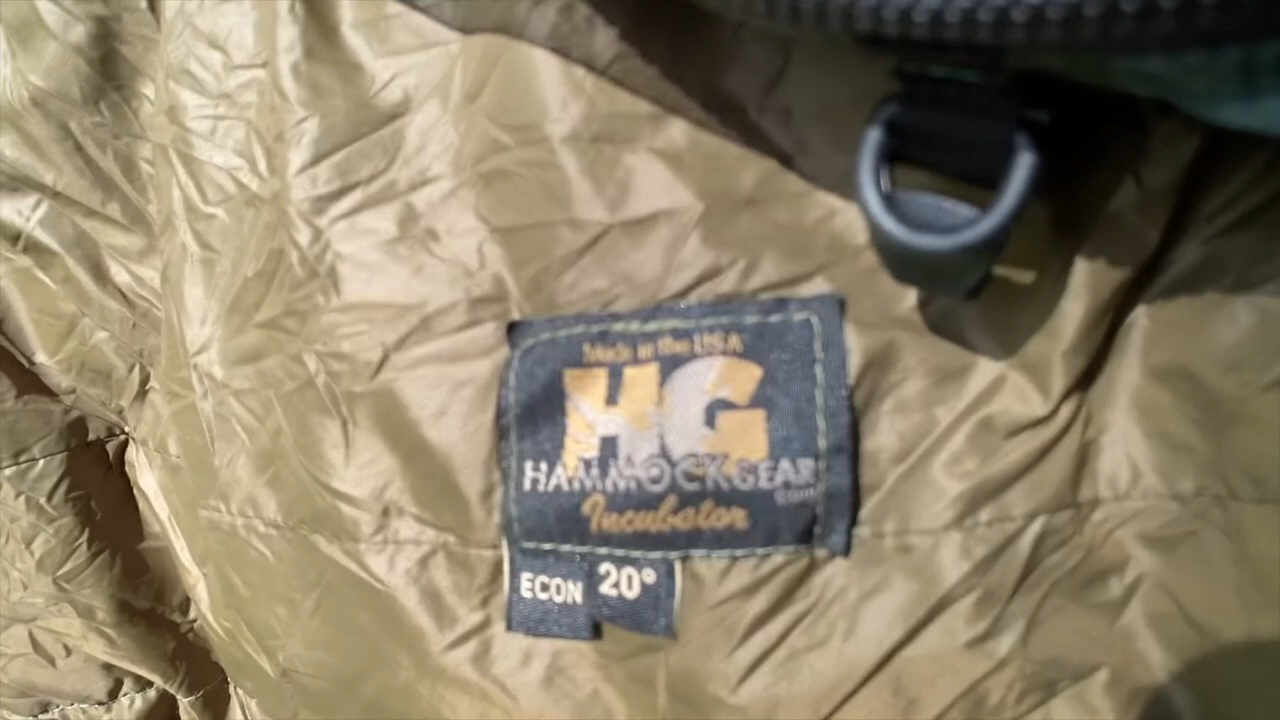 Made in the USA
HG
HAMMOCKGEAR
.com
Incubator
ECON 20°